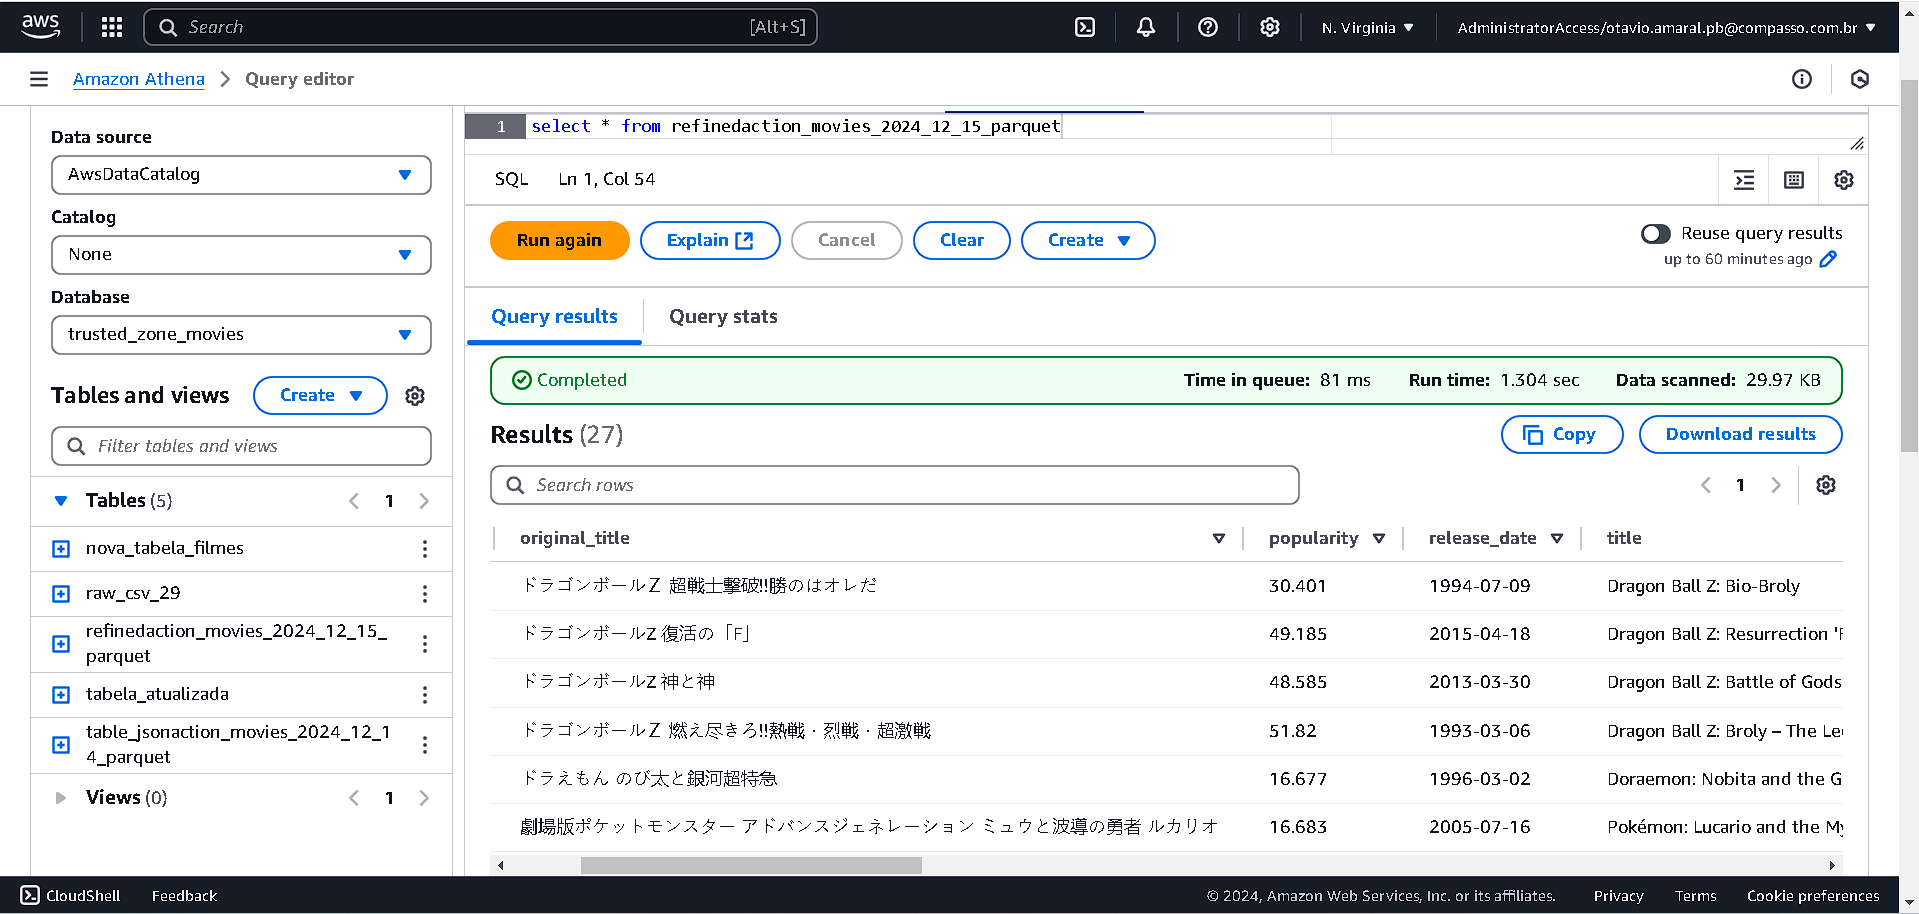 aws
Search [Alt+S]
N. Virginia
AdministratorAccess/otavio.amaral.pb@compasso.com.br
Amazon Athena > Query editor
Data source
AwsDataCatalog
Catalog
None
Database
trusted_zone_movies
Tables and views
Create
Filter tables and views
Tables (5)
1
nova_tabela_filmes
raw_csv_29
refinedaction_movies_2024_12_15_
parquet
tabela_atualizada
table_jsonaction_movies_2024_12_1
4_parquet
Views (0)
1
1 select * from refinedaction_movies_2024_12_15_parquet
SQL Ln 1, Col 54
Run again
Explain
Cancel
Clear
Create
Reuse query results
up to 60 minutes ago
Query results
Query stats
Completed
Time in queue: 81 ms
Run time: 1.304 sec
Data scanned: 29.97 KB
Results (27)
Copy
Download results
Search rows
1
original_title popularity release_date title
ドラゴンボールＺ 超戦士撃破!!勝のはオレだ 30.401 1994-07-09 Dragon Ball Z: Bio-Broly
ドラゴンボールZ 復活の「F」 49.185 2015-04-18 Dragon Ball Z: Resurrection 'F
ドラゴンボールZ 神と神 48.585 2013-03-30 Dragon Ball Z: Battle of Gods
ドラゴンボールＺ 燃え尽きろ!!熱戦・烈戦・超激戦 51.82 1993-03-06 Dragon Ball Z: Broly – The Le
ドラえもん のび太と銀河超特急 16.677 1996-03-02 Doraemon: Nobita and the G
劇場版ポケットモンスター アドバンスジェネレーション ミュウと波導の勇者 ルカリオ 16.683 2005-07-16 Pokémon: Lucario and the My
CloudShell Feedback
© 2024, Amazon Web Services, Inc. or its affiliates. Privacy Terms Cookie preferences